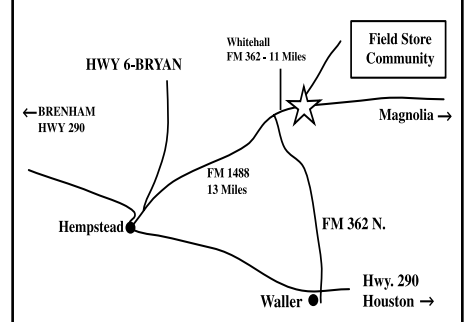 Whitehall
FM 362 - 11 Miles
Field Store
Community
HWY 6-BRYAN
←BRENHAM
HWY 290
Magnolia →
FM 1488
13 Miles
Hempstead
FM 362 N.
Hwy. 290
Houston →
Waller